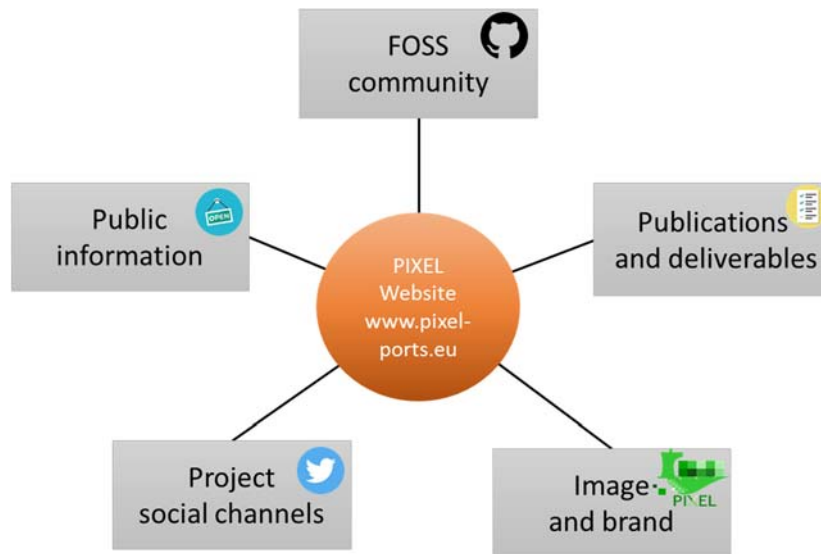 FOSS
community
Public
information
OPEN
Publications
and deliverables
PIXEL
Website
www.pixel-
ports.eu
Project
social channels
Image
and brand
PIXEL